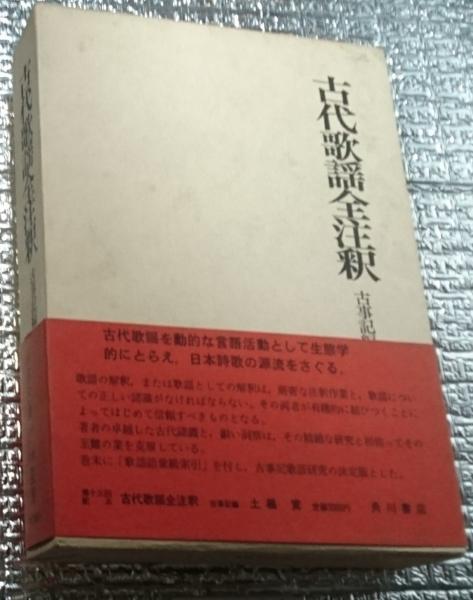 古代歌謡全注釈
古事記編
古代歌謡全注釈
古事記編
古代歌謡を動的な言語活動として生態学
的にとらえ、日本詩歌の源流をさぐる。
歌謡の解釈、または歌謡としての解釈は、厳密な注釈作業と、歌謡につい
ての正しい認識がなければならない。その両者が有機的に結びつくことに
よってはじめて信頼すべきものとなる。
著者の卓越した古代認識と、鋭い洞察は、その精緻な研究と相俟ってその
至難の業を克服している。
巻末に「歌謡語彙総索引」を付し、古事記歌謡研究の決定版とした。
古代歌謡全注釈 古事記編 土橋 寛 角川書店